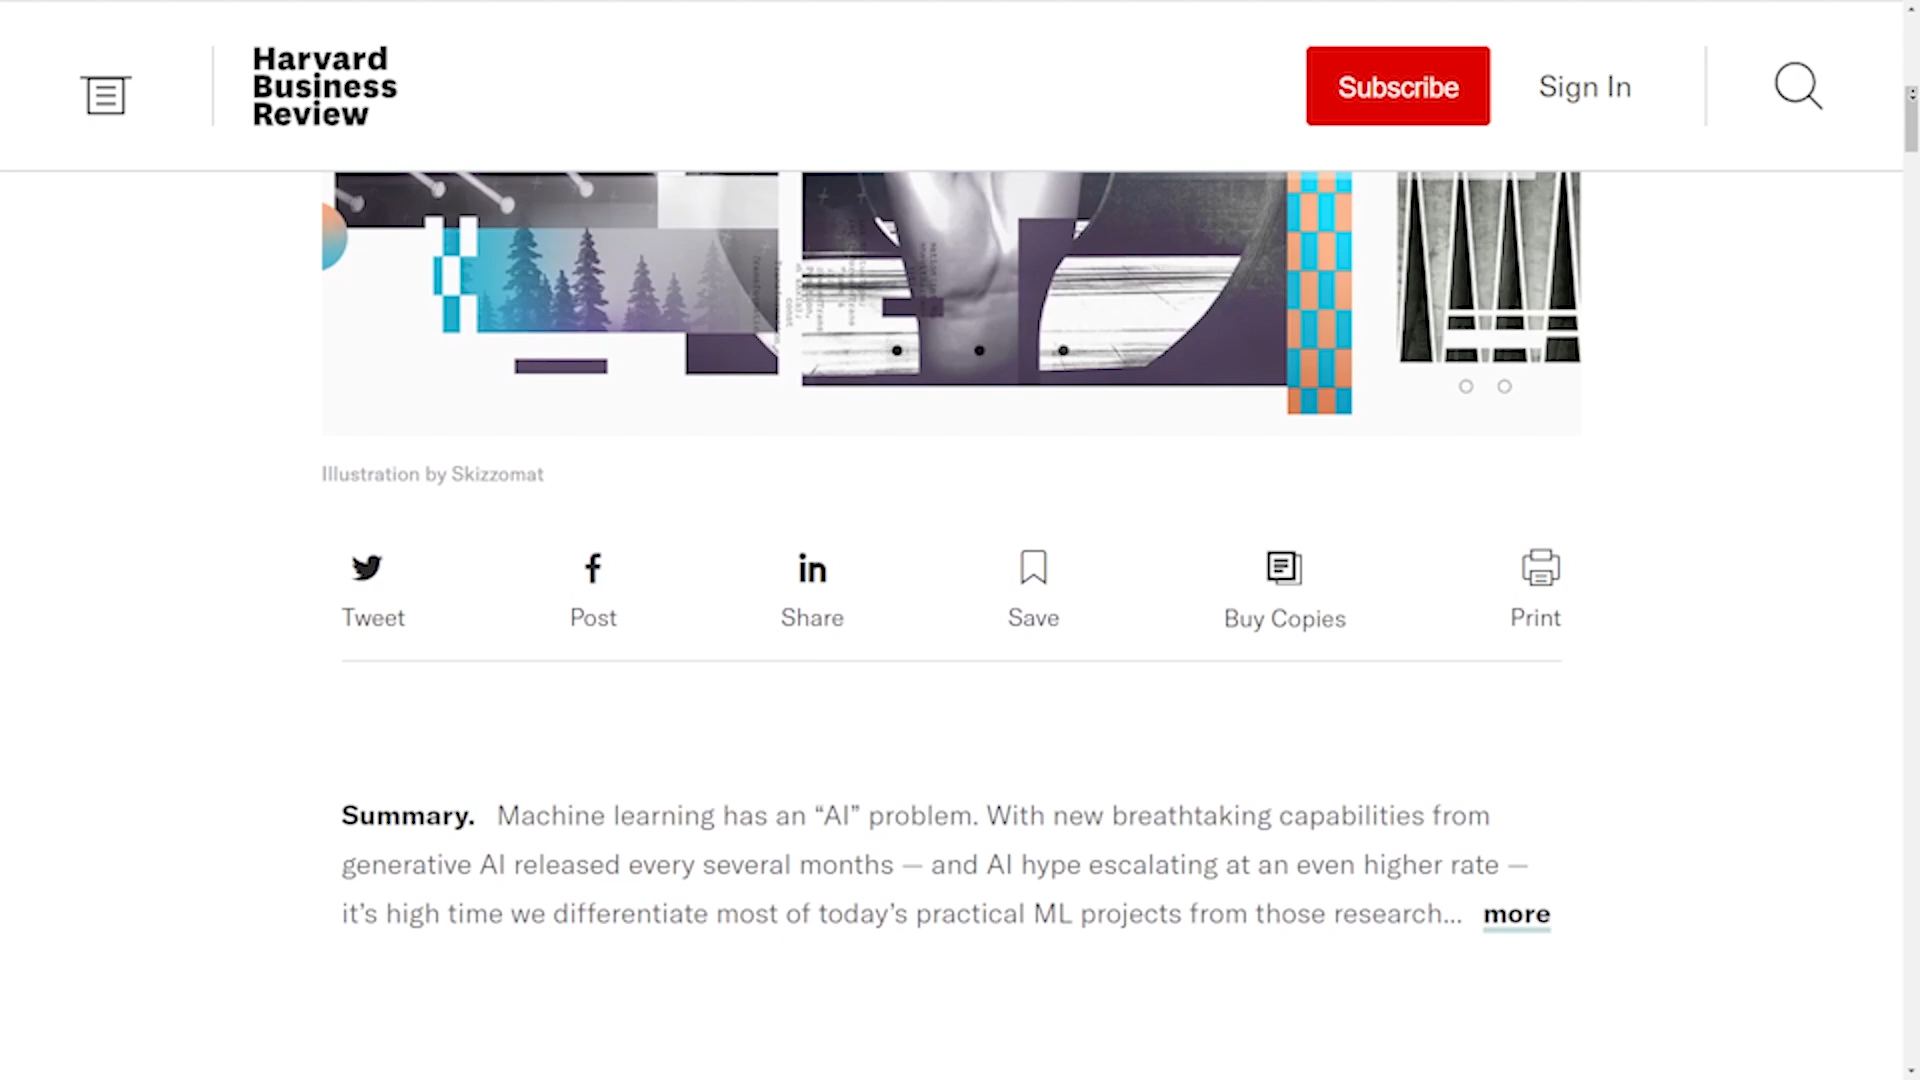 Harvard
Business
Review
Subscribe
Sign In
Illustration by Skizzomat
Tweet
Post
Share
Save
Buy Copies
Print
Summary. Machine learning has an “AI” problem. With new breathtaking capabilities from
generative AI released every several months — and AI hype escalating at an even higher rate —
it’s high time we differentiate most of today’s practical ML projects from those research... more